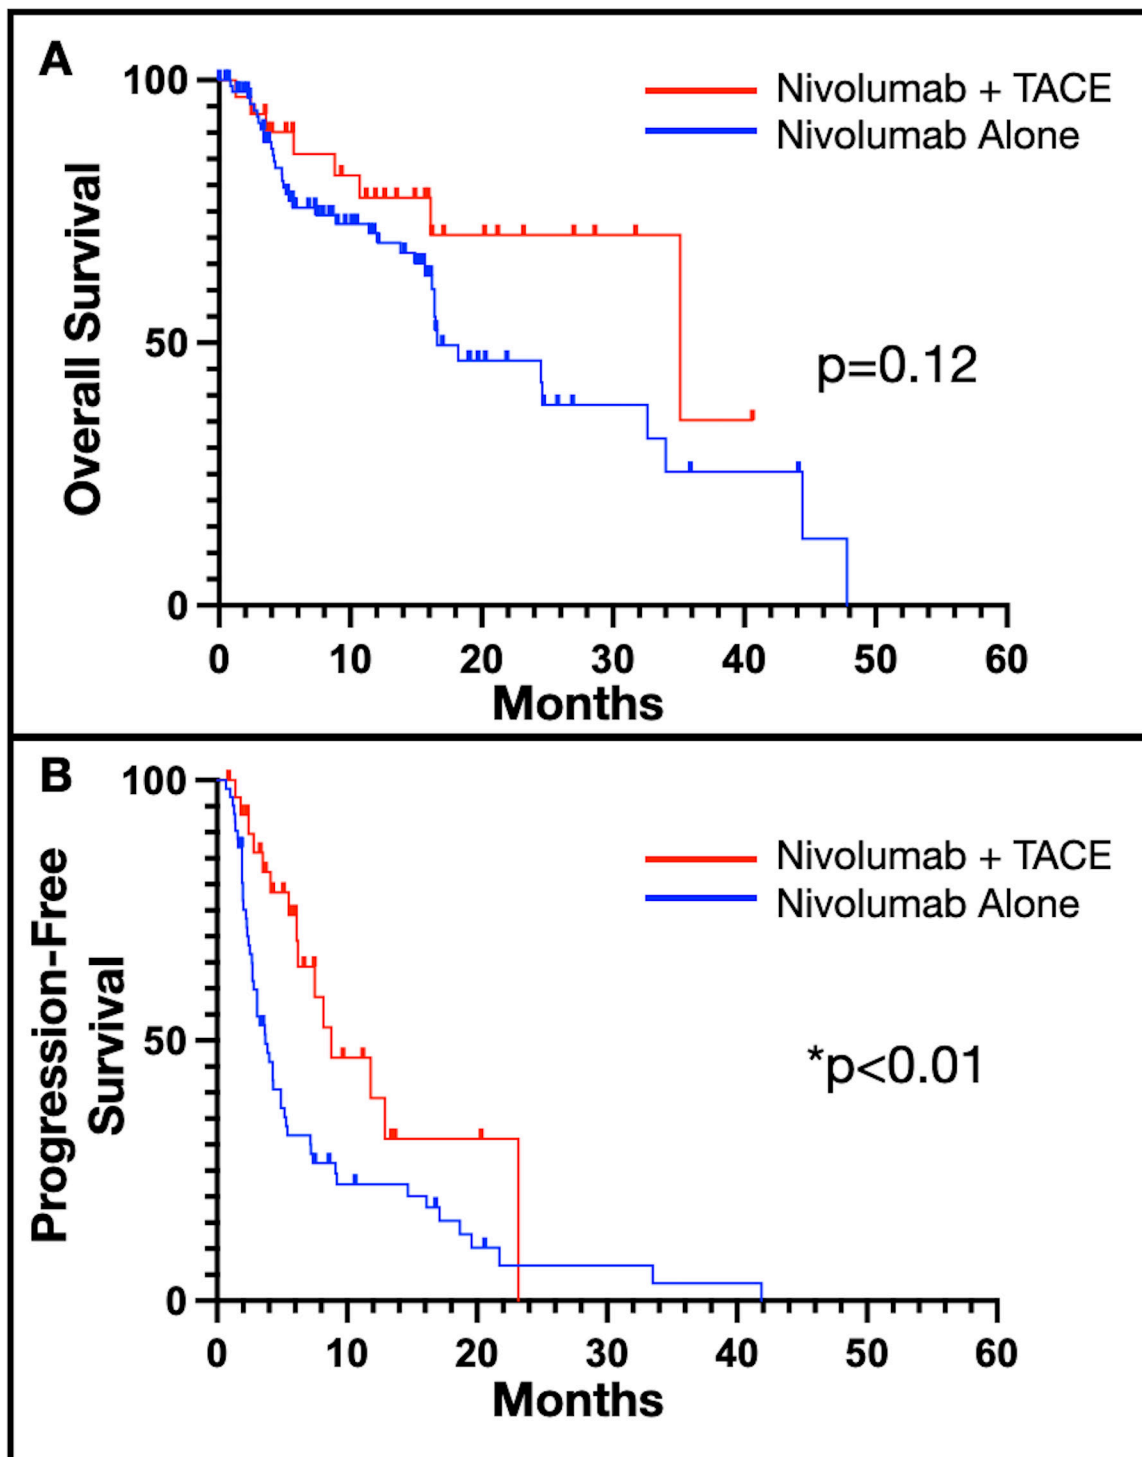 A
Nivolumab + TACE
Nivolumab Alone
Overall Survival
100
50
0
p=0.12
0 10 20 30 40 50 60
Months
B
Nivolumab + TACE
Nivolumab Alone
Progression-Free
Survival
100
50
0
*p<0.01
0 10 20 30 40 50 60
Months